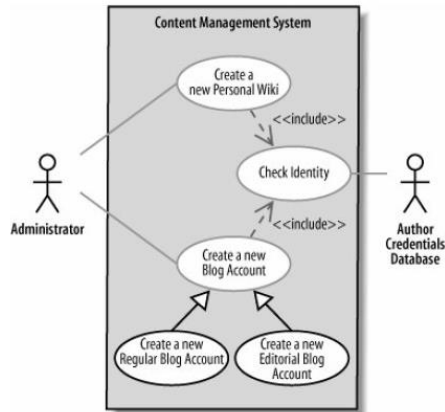 Content Management System
Create a
new Personal Wiki
<<include>>
Check Identity
Administrator
Author
Credentials
Database
<<include>>
Create a new
Blog Account
Create a new
Regular Blog Account
Create a new
Editorial Blog
Account